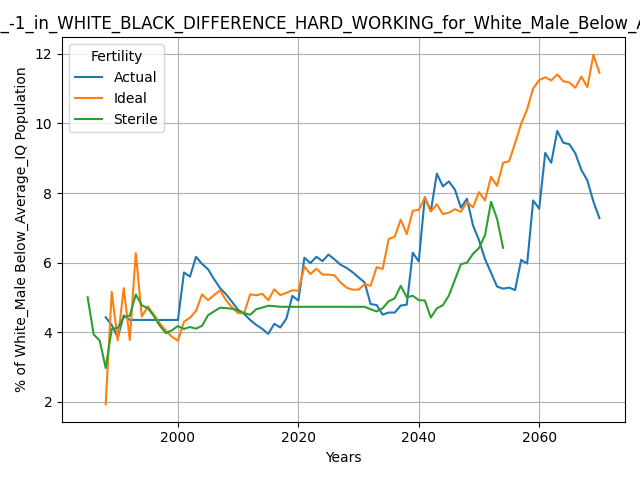 _-1_in_WHITE_BLACK_DIFFERENCE_HARD_WORKING_for_White_Male_Below_A
Fertility
Actual
Ideal
Sterile
% of White_Male Below_Average_IQ Population
12
10
8
6
4
2
2000 2020 2040 2060
Years